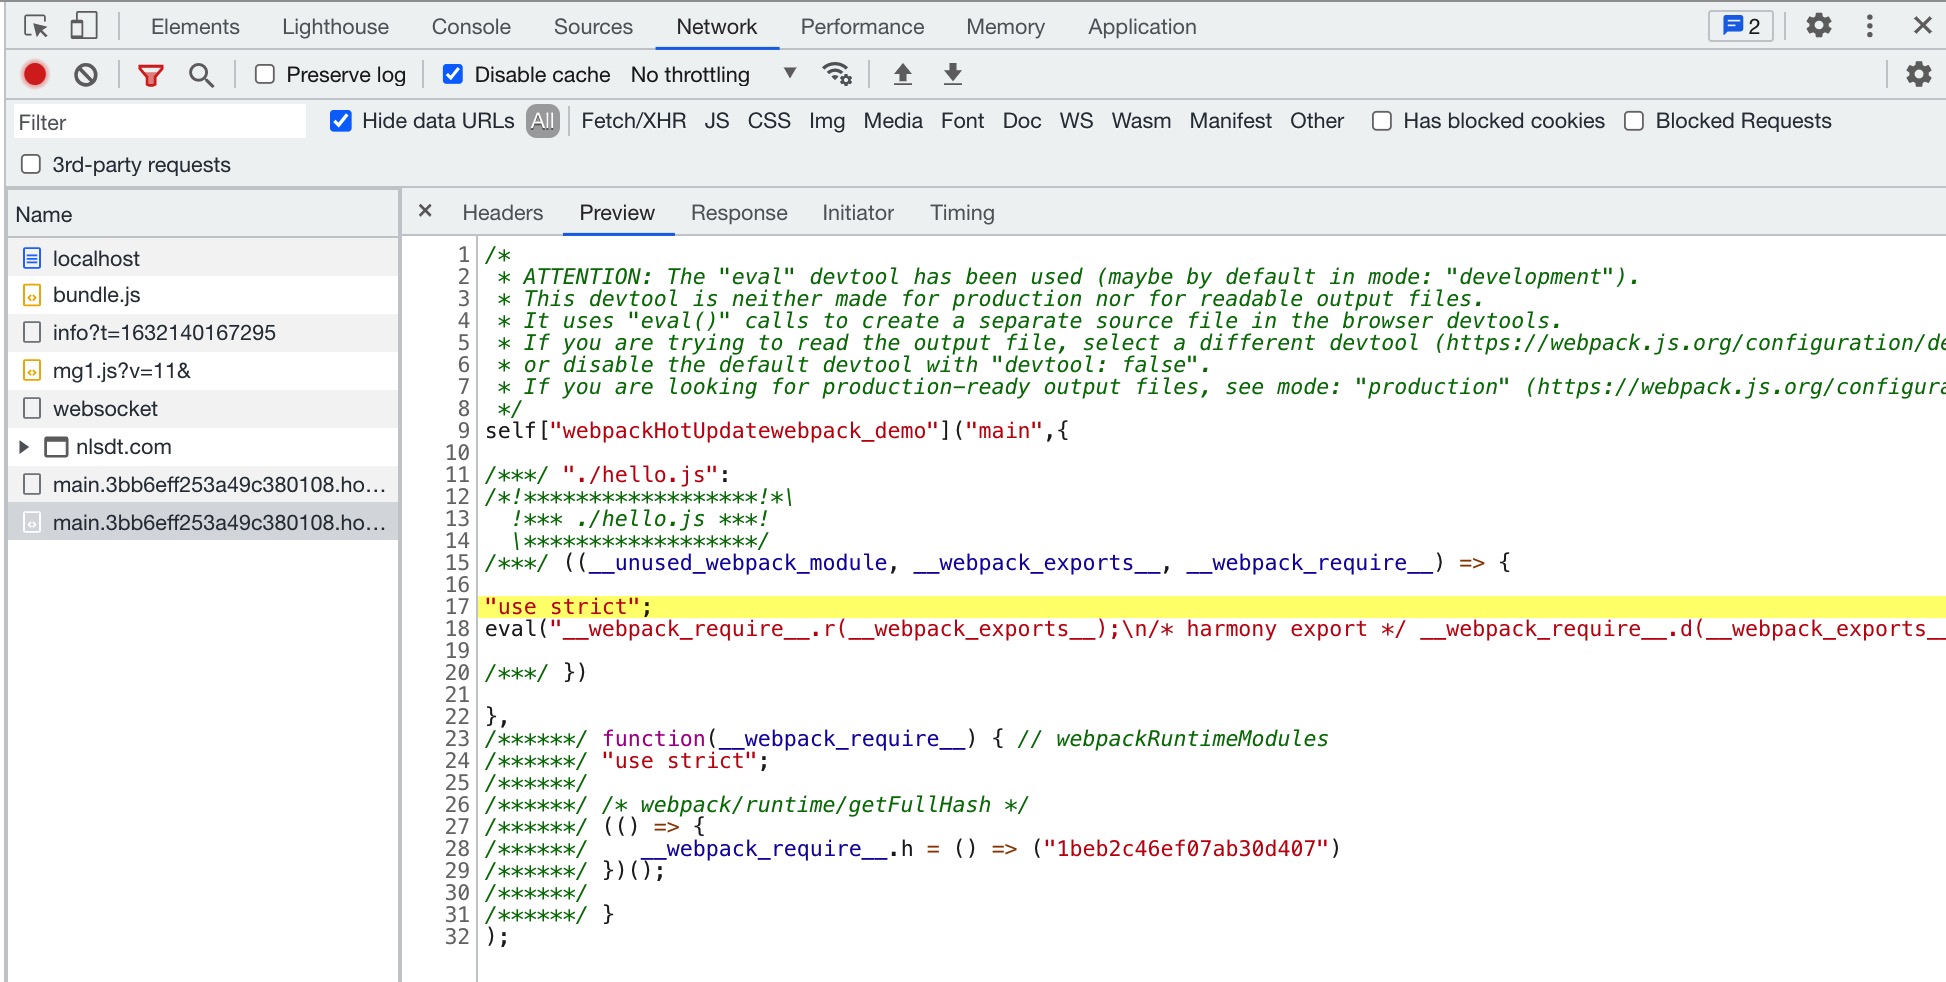 Elements Lighthouse Console Sources Network Performance Memory Application 2
Preserve log Disable cache No throttling
Filter Hide data URLs All Fetch/XHR JS CSS Img Media Font Doc WS Wasm Manifest Other Has blocked cookies Blocked Requests
3rd-party requests
Name
localhost
bundle.js
info?t=1632140167295
mg1.js?v=11&
websocket
nlsdt.com
main.3bb6eff253a49c380108.ho...
main.3bb6eff253a49c380108.ho...
Headers Preview Response Initiator Timing
1 /*
2  * ATTENTION: The "eval" devtool has been used (maybe by default in mode: "development").
3  * This devtool is neither made for production nor for readable output files.
4  * It uses "eval()" calls to create a separate source file in the browser devtools.
5  * If you are trying to read the output file, select a different devtool (https://webpack.js.org/configuration/de
6  * or disable the default devtool with "devtool: false".
7  * If you are looking for production-ready output files, see mode: "production" (https://webpack.js.org/configura
8  */
9 self["webpackHotUpdatewebpack_demo"]("main",{
10
11 /***/ "./hello.js":
12 /*!******************!*\
13   !*** ./hello.js ***!
14   \******************/
15 /***/ ((__unused_webpack_module, __webpack_exports__, __webpack_require__) => {
16
17 "use strict";
18 eval("__webpack_require__.r(__webpack_exports__);\n/* harmony export */ __webpack_require__.d(__webpack_exports__
19
20 /***/ })
21
22 },
23 /******/ function(__webpack_require__) { // webpackRuntimeModules
24 /******/ "use strict";
25 /******/
26 /******/ /* webpack/runtime/getFullHash */
27 /******/ (() => {
28 /******/    __webpack_require__.h = () => ("1beb2c46ef07ab30d407")
29 /******/ })();
30 /******/
31 /******/ }
32 );